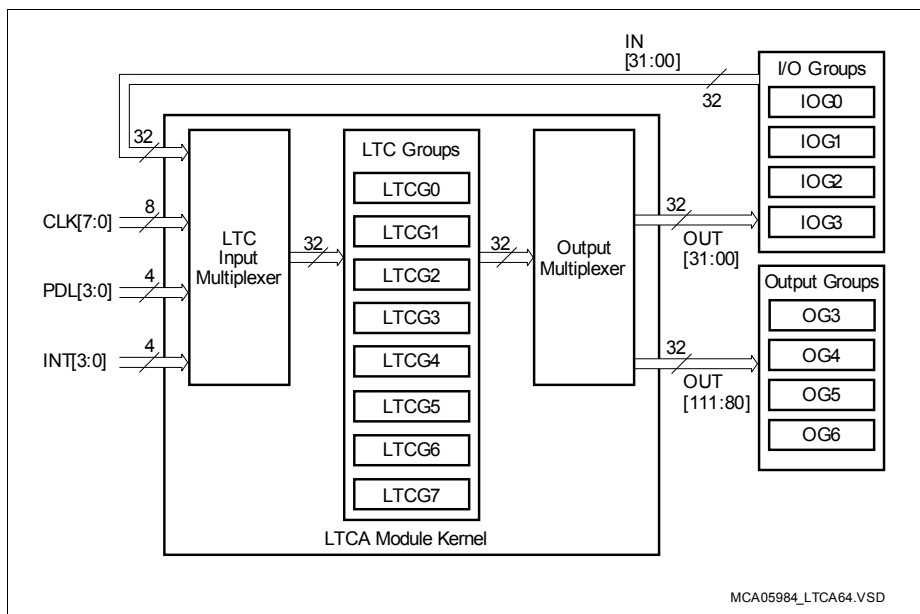 IN
[31:00]
32
I/O Groups
IOG0
IOG1
IOG2
IOG3
32
CLK[7:0]
8
PDL[3:0]
4
INT[3:0]
4
LTC
Input
Multiplexer
32
LTC Groups
LTCG0
LTCG1
LTCG2
LTCG3
LTCG4
LTCG5
LTCG6
LTCG7
32
Output
Multiplexer
32
OUT
[31:00]
32
OUT
[111:80]
Output Groups
OG3
OG4
OG5
OG6
LTCA Module Kernel
MCA05984_LTCA64.VSD